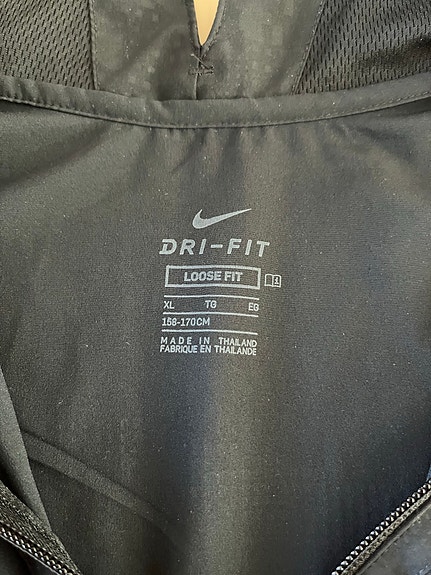 DRI-FIT
LOOSE FIT
XL TG EG
158-170CM
MADE IN THAILAND
FABRIQUE EN THAILANDE